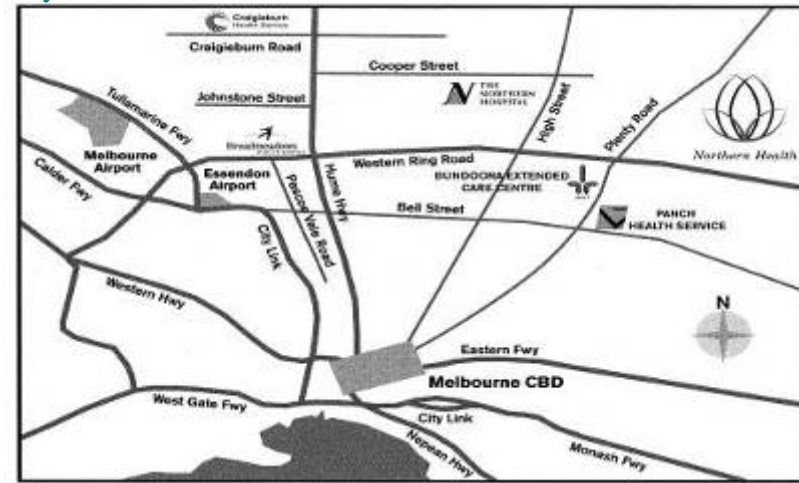 Craigieburn
Health Service
Craigieburn Road
Cooper Street
THE
NORTHERN
HOSPITAL
Johnstone Street
Tullamarine Fwy
High Street
Plenty Road
Northern Health
Broadmeadows
Melbourne
Airport
Western Ring Road
Calder Fwy
Essendon
Airport
BUNDOORA EXTENDED
CARE CENTRE
Pascoe Vale Road
Hume Hwy
Bell Street
PANCH
HEALTH SERVICE
City Link
Western Hwy
N
Eastern Fwy
Melbourne CBD
West Gate Fwy
City Link
Nepean Hwy
Monash Fwy